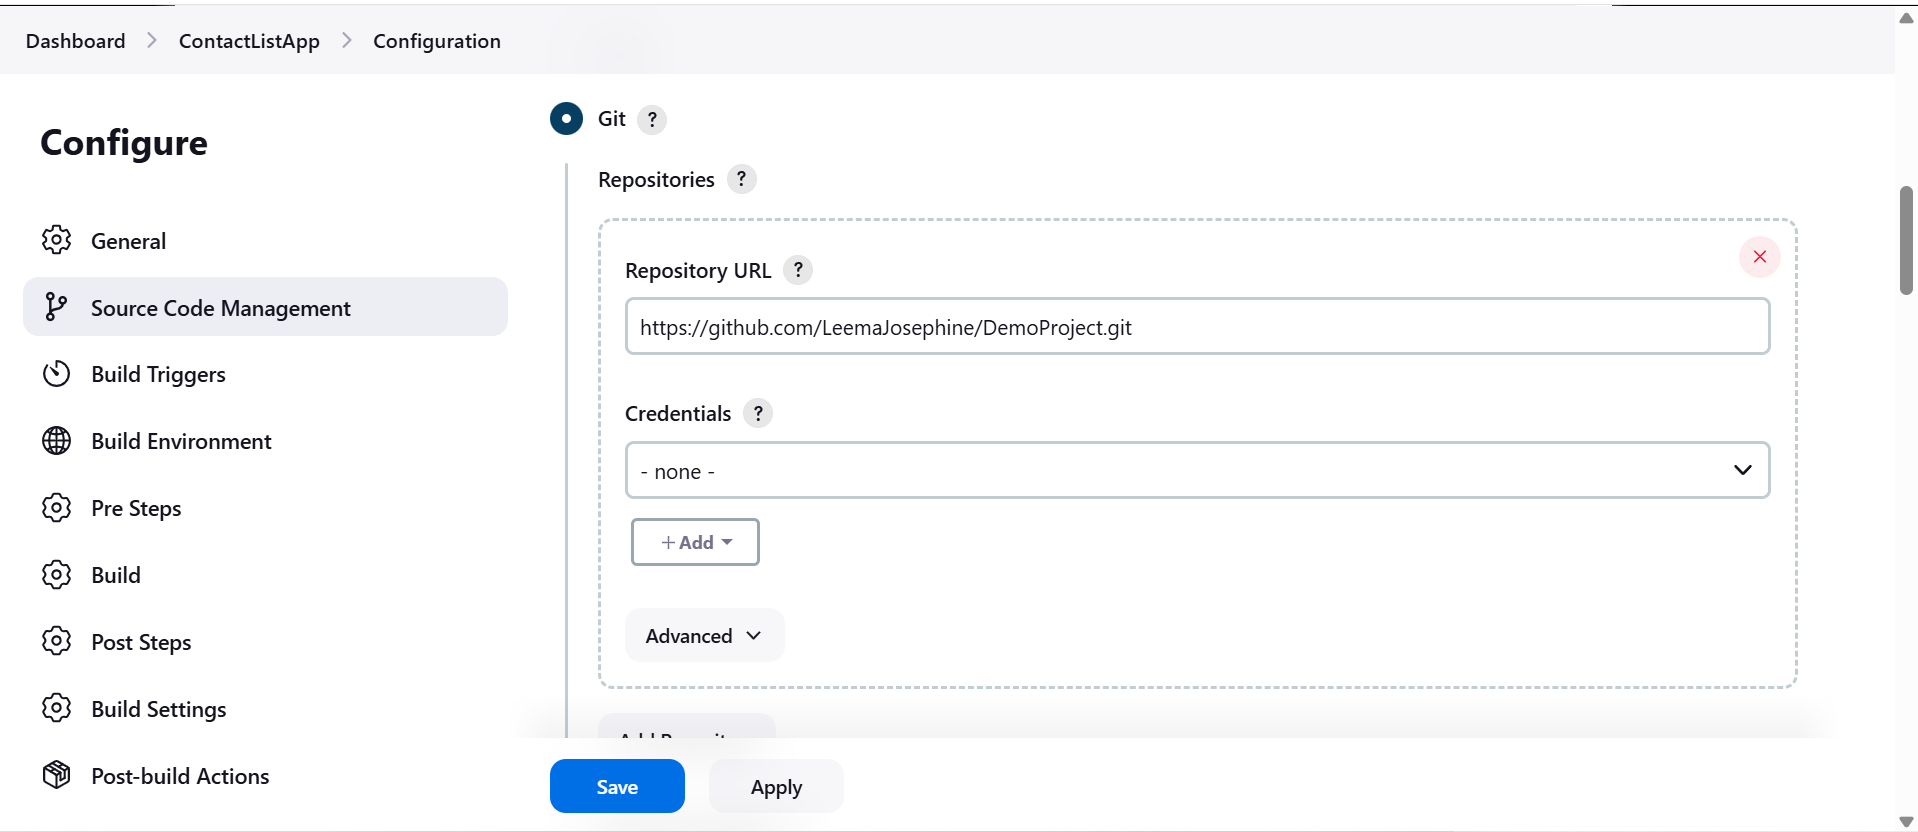 Dashboard > ContactListApp > Configuration
Configure
General
Source Code Management
Build Triggers
Build Environment
Pre Steps
Build
Post Steps
Build Settings
Post-build Actions
Git ?
Repositories ?
Repository URL ?
https://github.com/LeemaJosephine/DemoProject.git
Credentials ?
- none -
+ Add
Advanced
Save
Apply